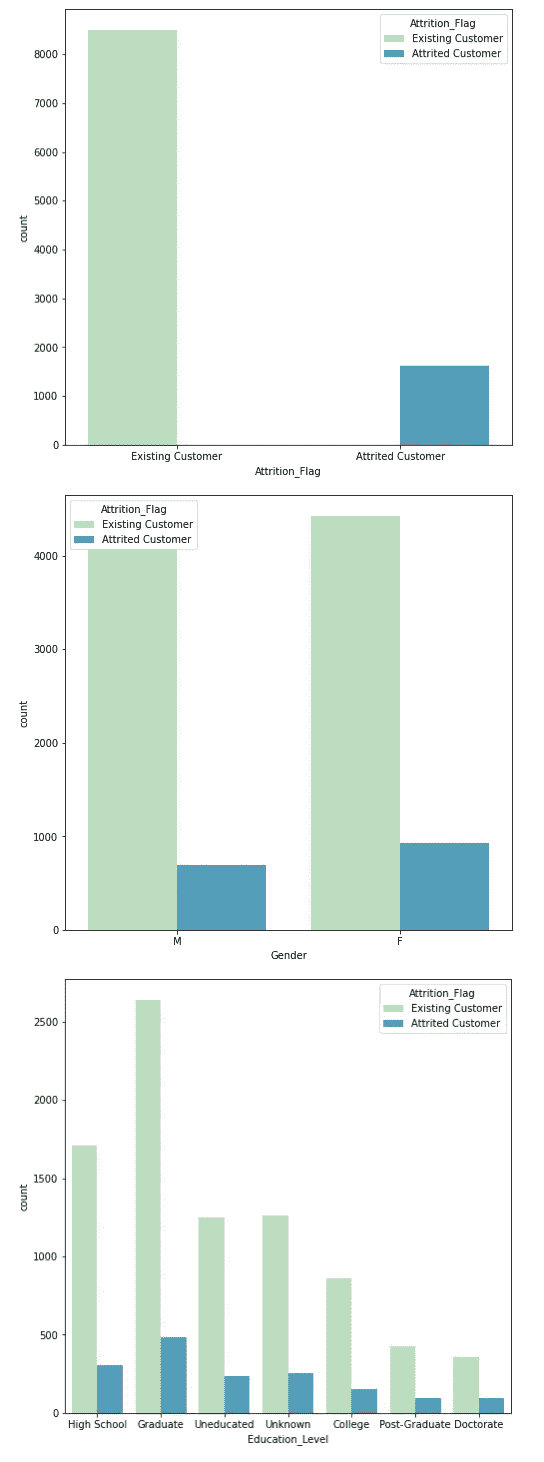 Attrition_Flag
Existing Customer
Attrited Customer
8000
7000
6000
5000
4000
3000
2000
1000
0
count
Existing Customer Attrited Customer
Attrition_Flag
Attrition_Flag
Existing Customer
Attrited Customer
4000
3000
2000
1000
0
count
M F
Gender
Attrition_Flag
Existing Customer
Attrited Customer
2500
2000
1500
1000
500
0
count
High School Graduate Uneducated Unknown College Post-Graduate Doctorate
Education_Level